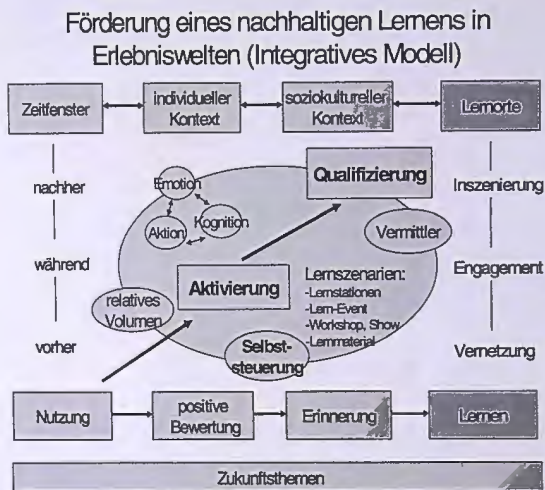 Förderung eines nachhaltigen Lernens in
Erlebniswelten (Integratives Modell)
Zeitfenster
individueller
Kontext
soziokultureller
Kontext
Lernorte
nachher
während
vorher
Emotion
Aktion
Kognition
Qualifizierung
Vermittler
Aktivierung
relatives
Volumen
Lernszenarien:
-Lernstationen
-Lern-Event
-Workshop, Show
-Lernmaterial
Selbst-
steuerung
Inszenierung
Engagement
Vernetzung
Nutzung
positive
Bewertung
Erinnerung
Lernen
Zukunftsthemen